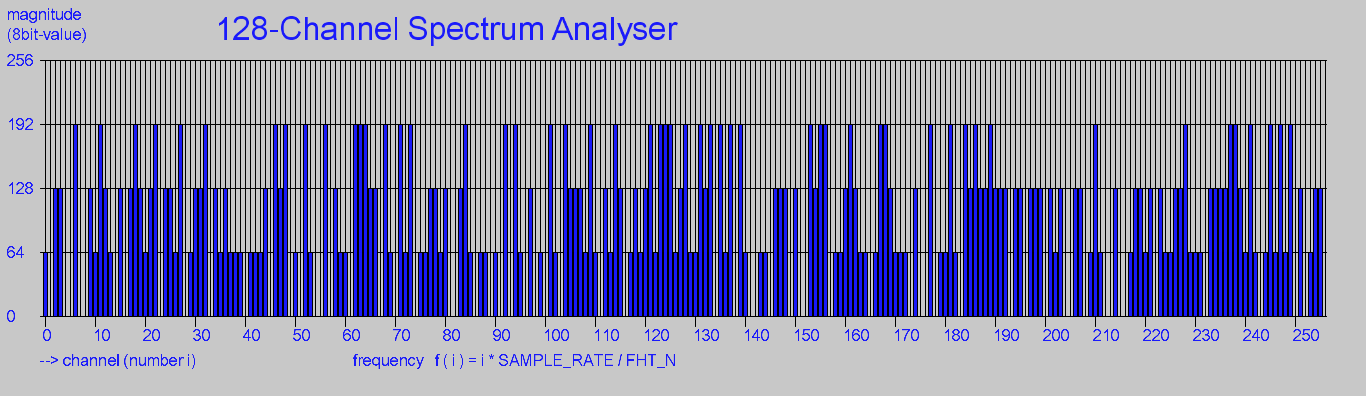 magnitude
(8bit-value)
128-Channel Spectrum Analyser
256
192
128
64
0
0 10 20 30 40 50 60 70 80 90 100 110 120 130 140 150 160 170 180 190 200 210 220 230 240 250
--> channel (number i)
frequency f ( i ) = i * SAMPLE_RATE / FHT_N